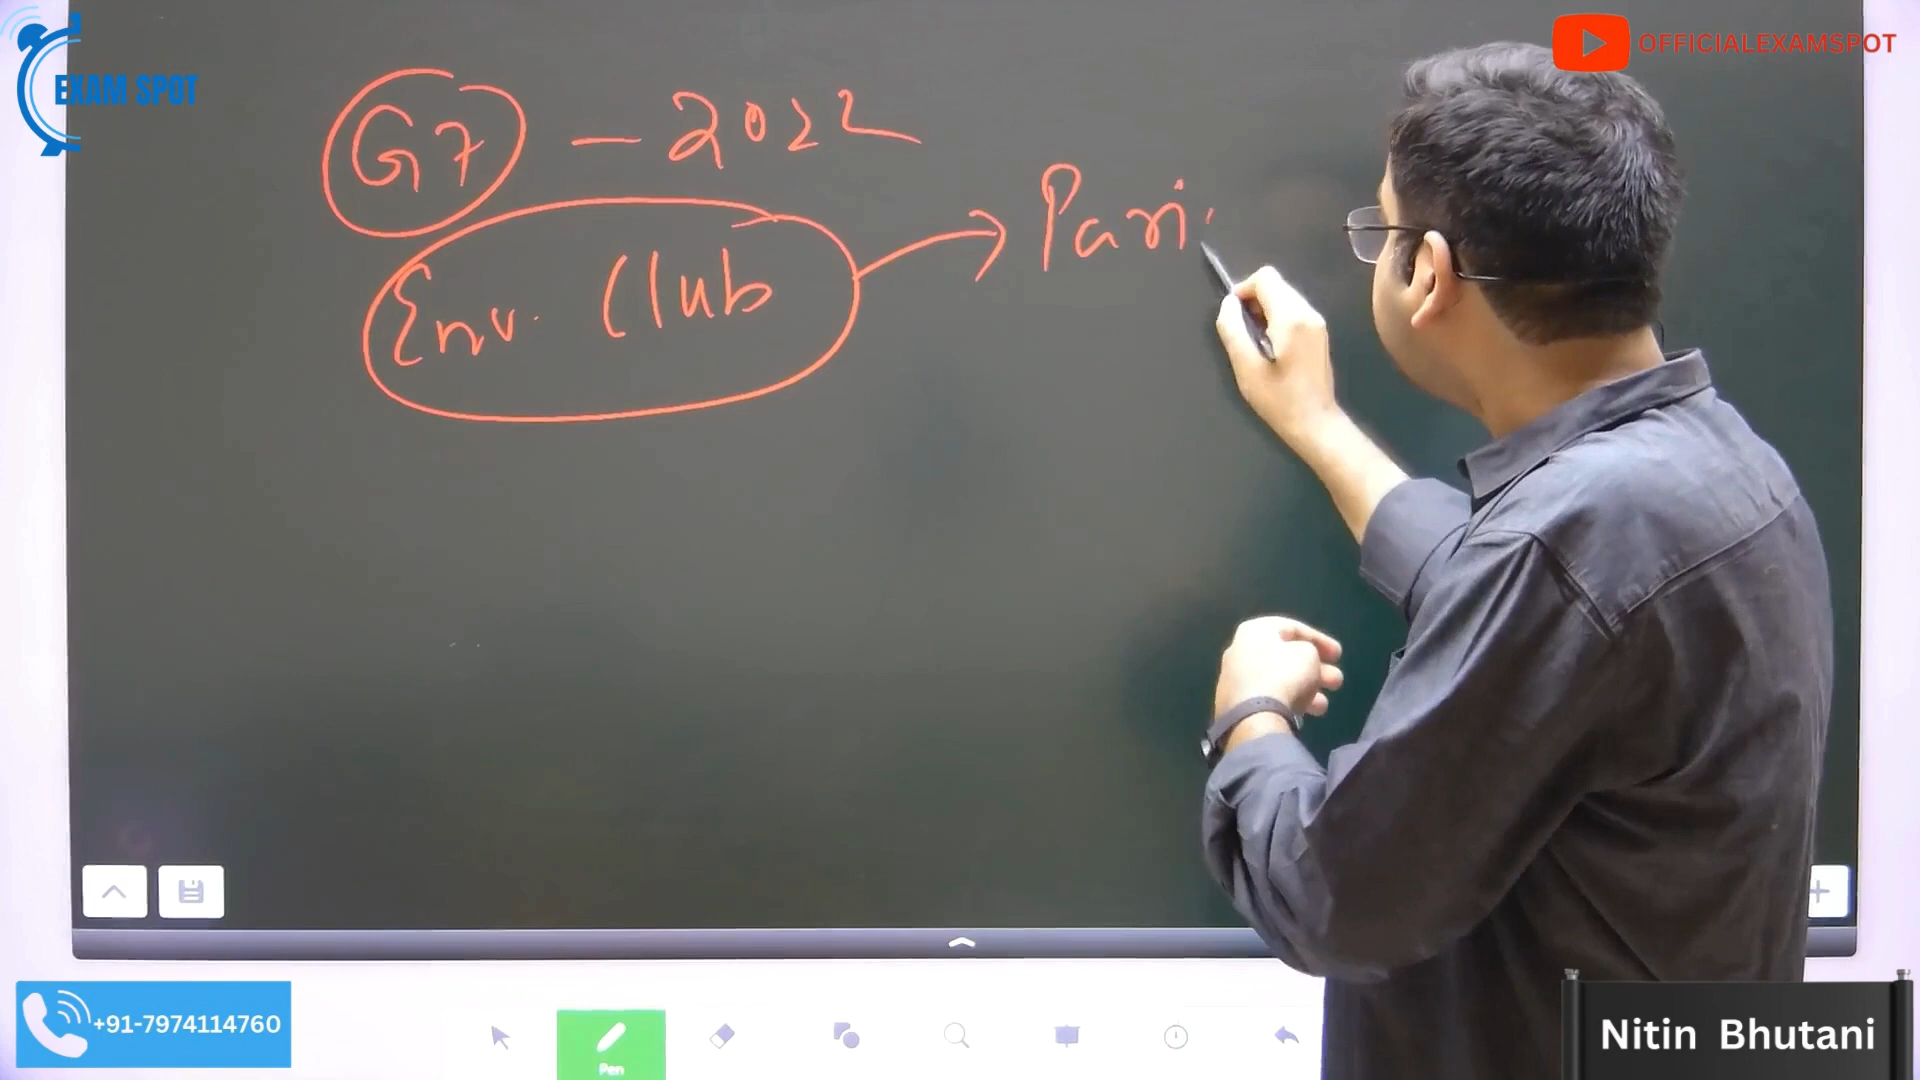 EXAM SPOT
OFFICIALEXAMSPOT
G7 - 2022
Env. Club → Pari
+91-7974114760
Pen
Nitin Bhutani